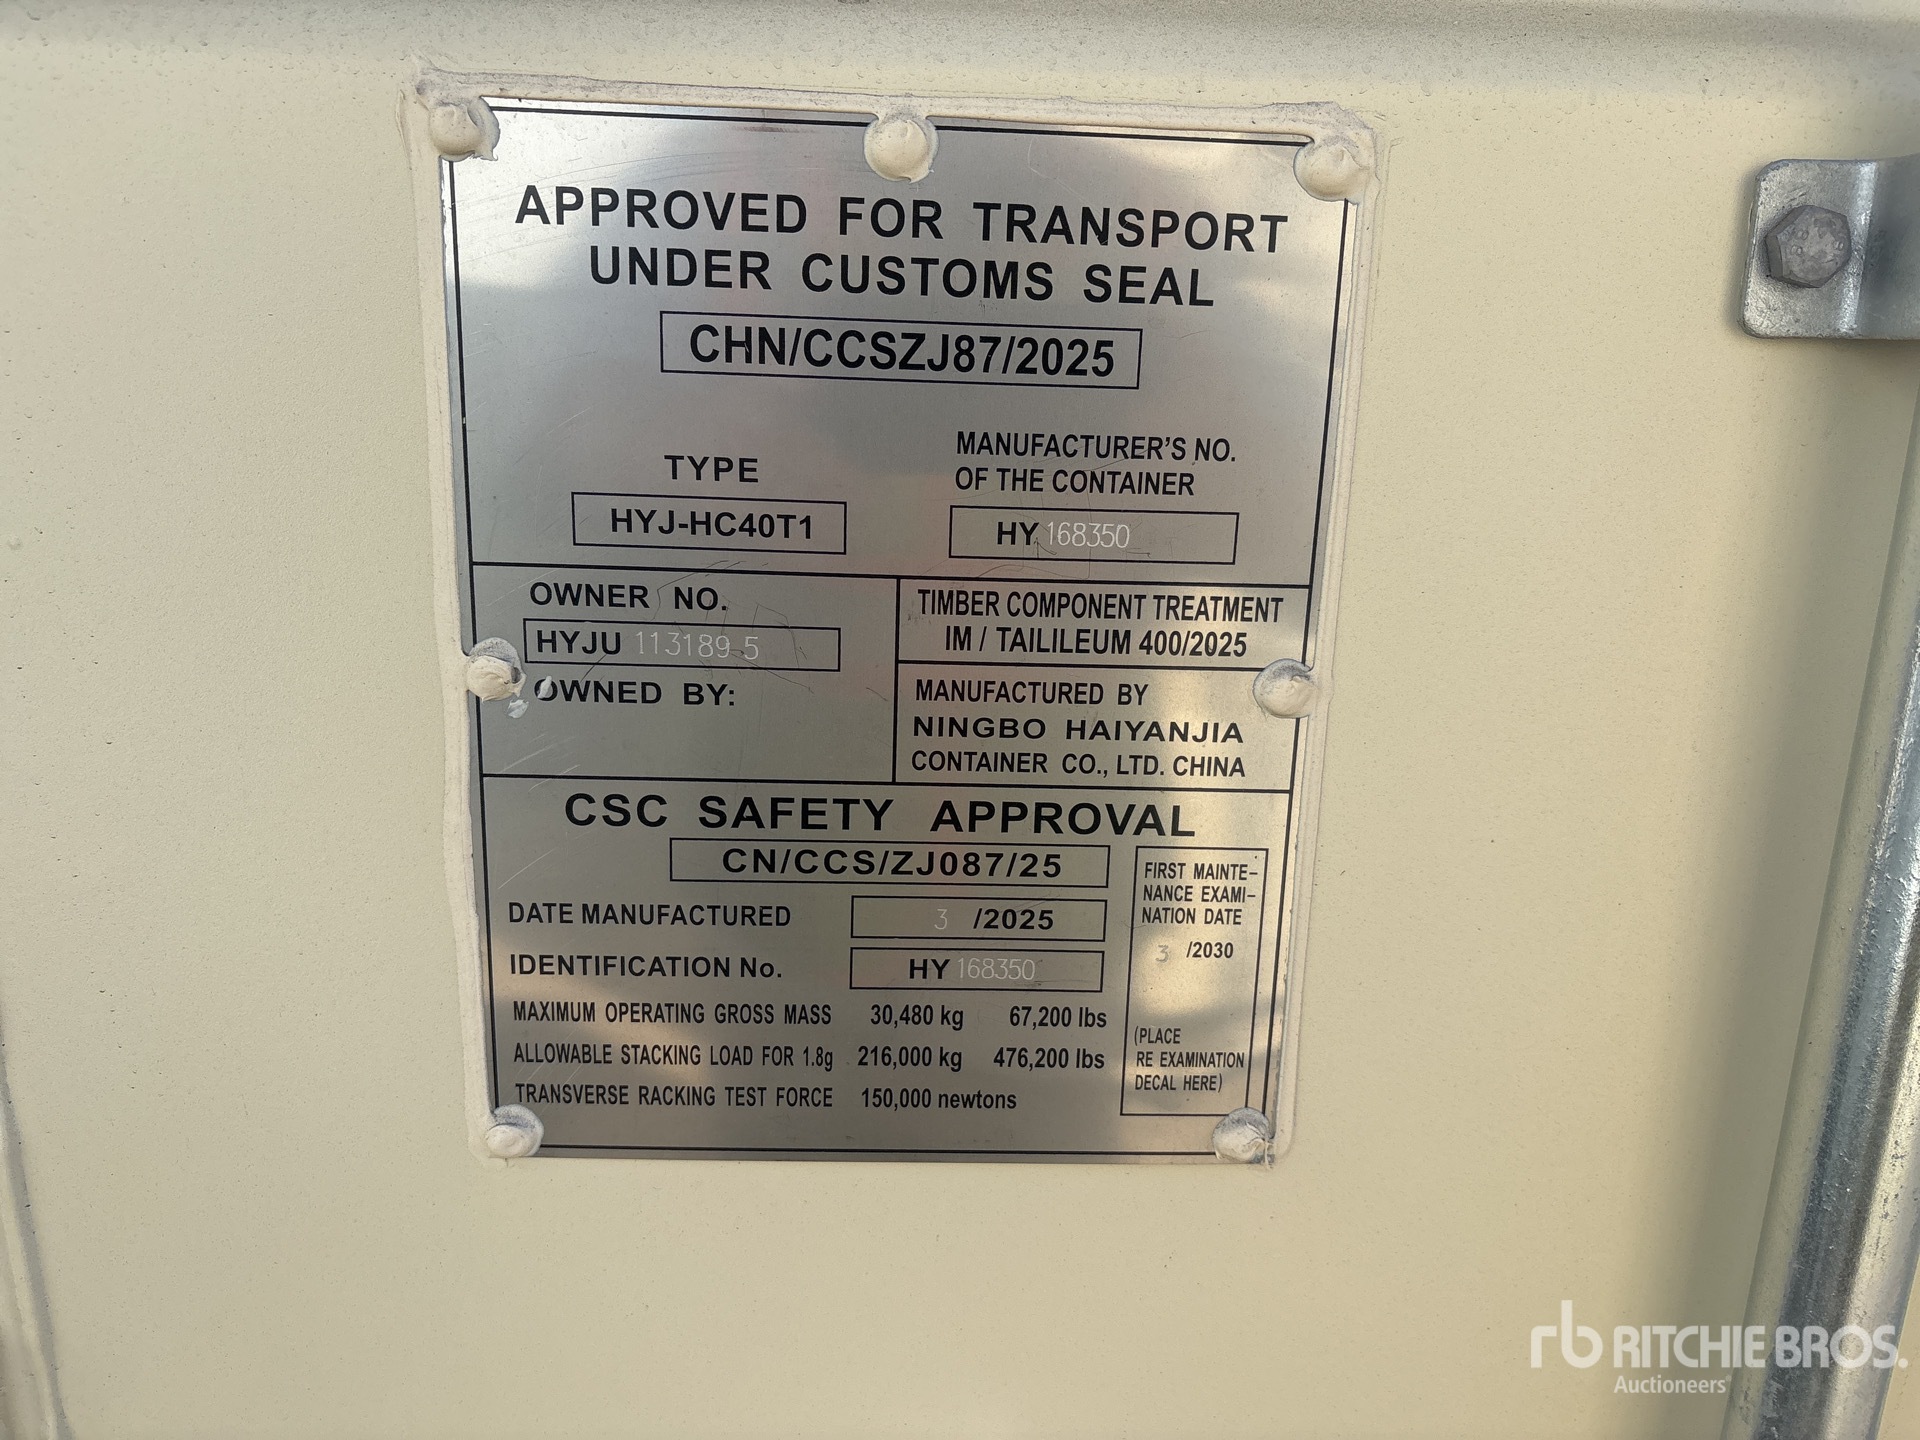 APPROVED FOR TRANSPORT
UNDER CUSTOMS SEAL
CHN/CCSZJ87/2025
TYPE
HYJ-HC40T1
MANUFACTURER'S NO.
OF THE CONTAINER
HY 168350
OWNER NO.
HYJU 113189 5
OWNED BY:
TIMBER COMPONENT TREATMENT
IM / TAILILEUM 400/2025
MANUFACTURED BY
NINGBO HAIYANJIA
CONTAINER CO., LTD. CHINA
CSC SAFETY APPROVAL
CN/CCS/ZJ087/25
DATE MANUFACTURED 3 /2025
IDENTIFICATION No. HY 168350
MAXIMUM OPERATING GROSS MASS 30,480 kg 67,200 lbs
ALLOWABLE STACKING LOAD FOR 1.8g 216,000 kg 476,200 lbs
TRANSVERSE RACKING TEST FORCE 150,000 newtons
FIRST MAINTE-
NANCE EXAMI-
NATION DATE
3 /2030
(PLACE
RE EXAMINATION
DECAL HERE)
rb RITCHIE BROS.
Auctioneers